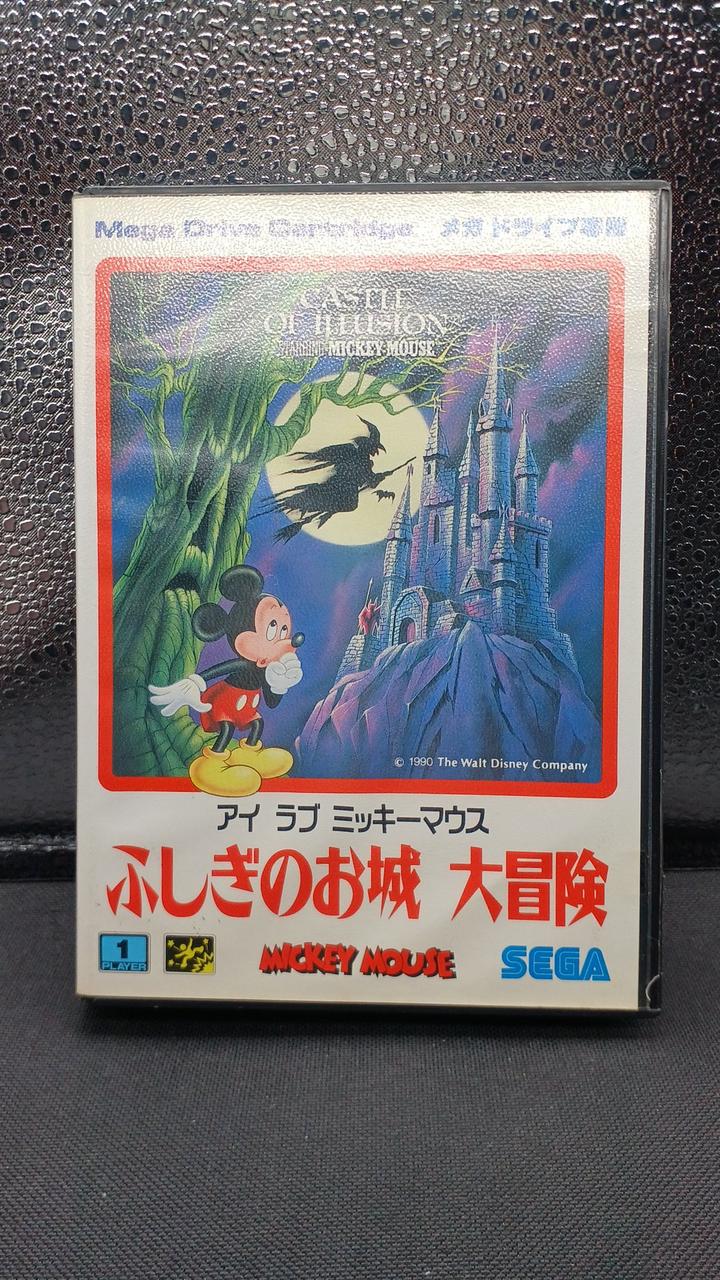 Mega Drive Cartridge メガドライブ専用
CASTLE
OF ILLUSION
STARRING MICKEY MOUSE
© 1990 The Walt Disney Company
アイ ラブ ミッキーマウス
ふしぎのお城 大冒険
1
PLAYER
MICKEY MOUSE
SEGA